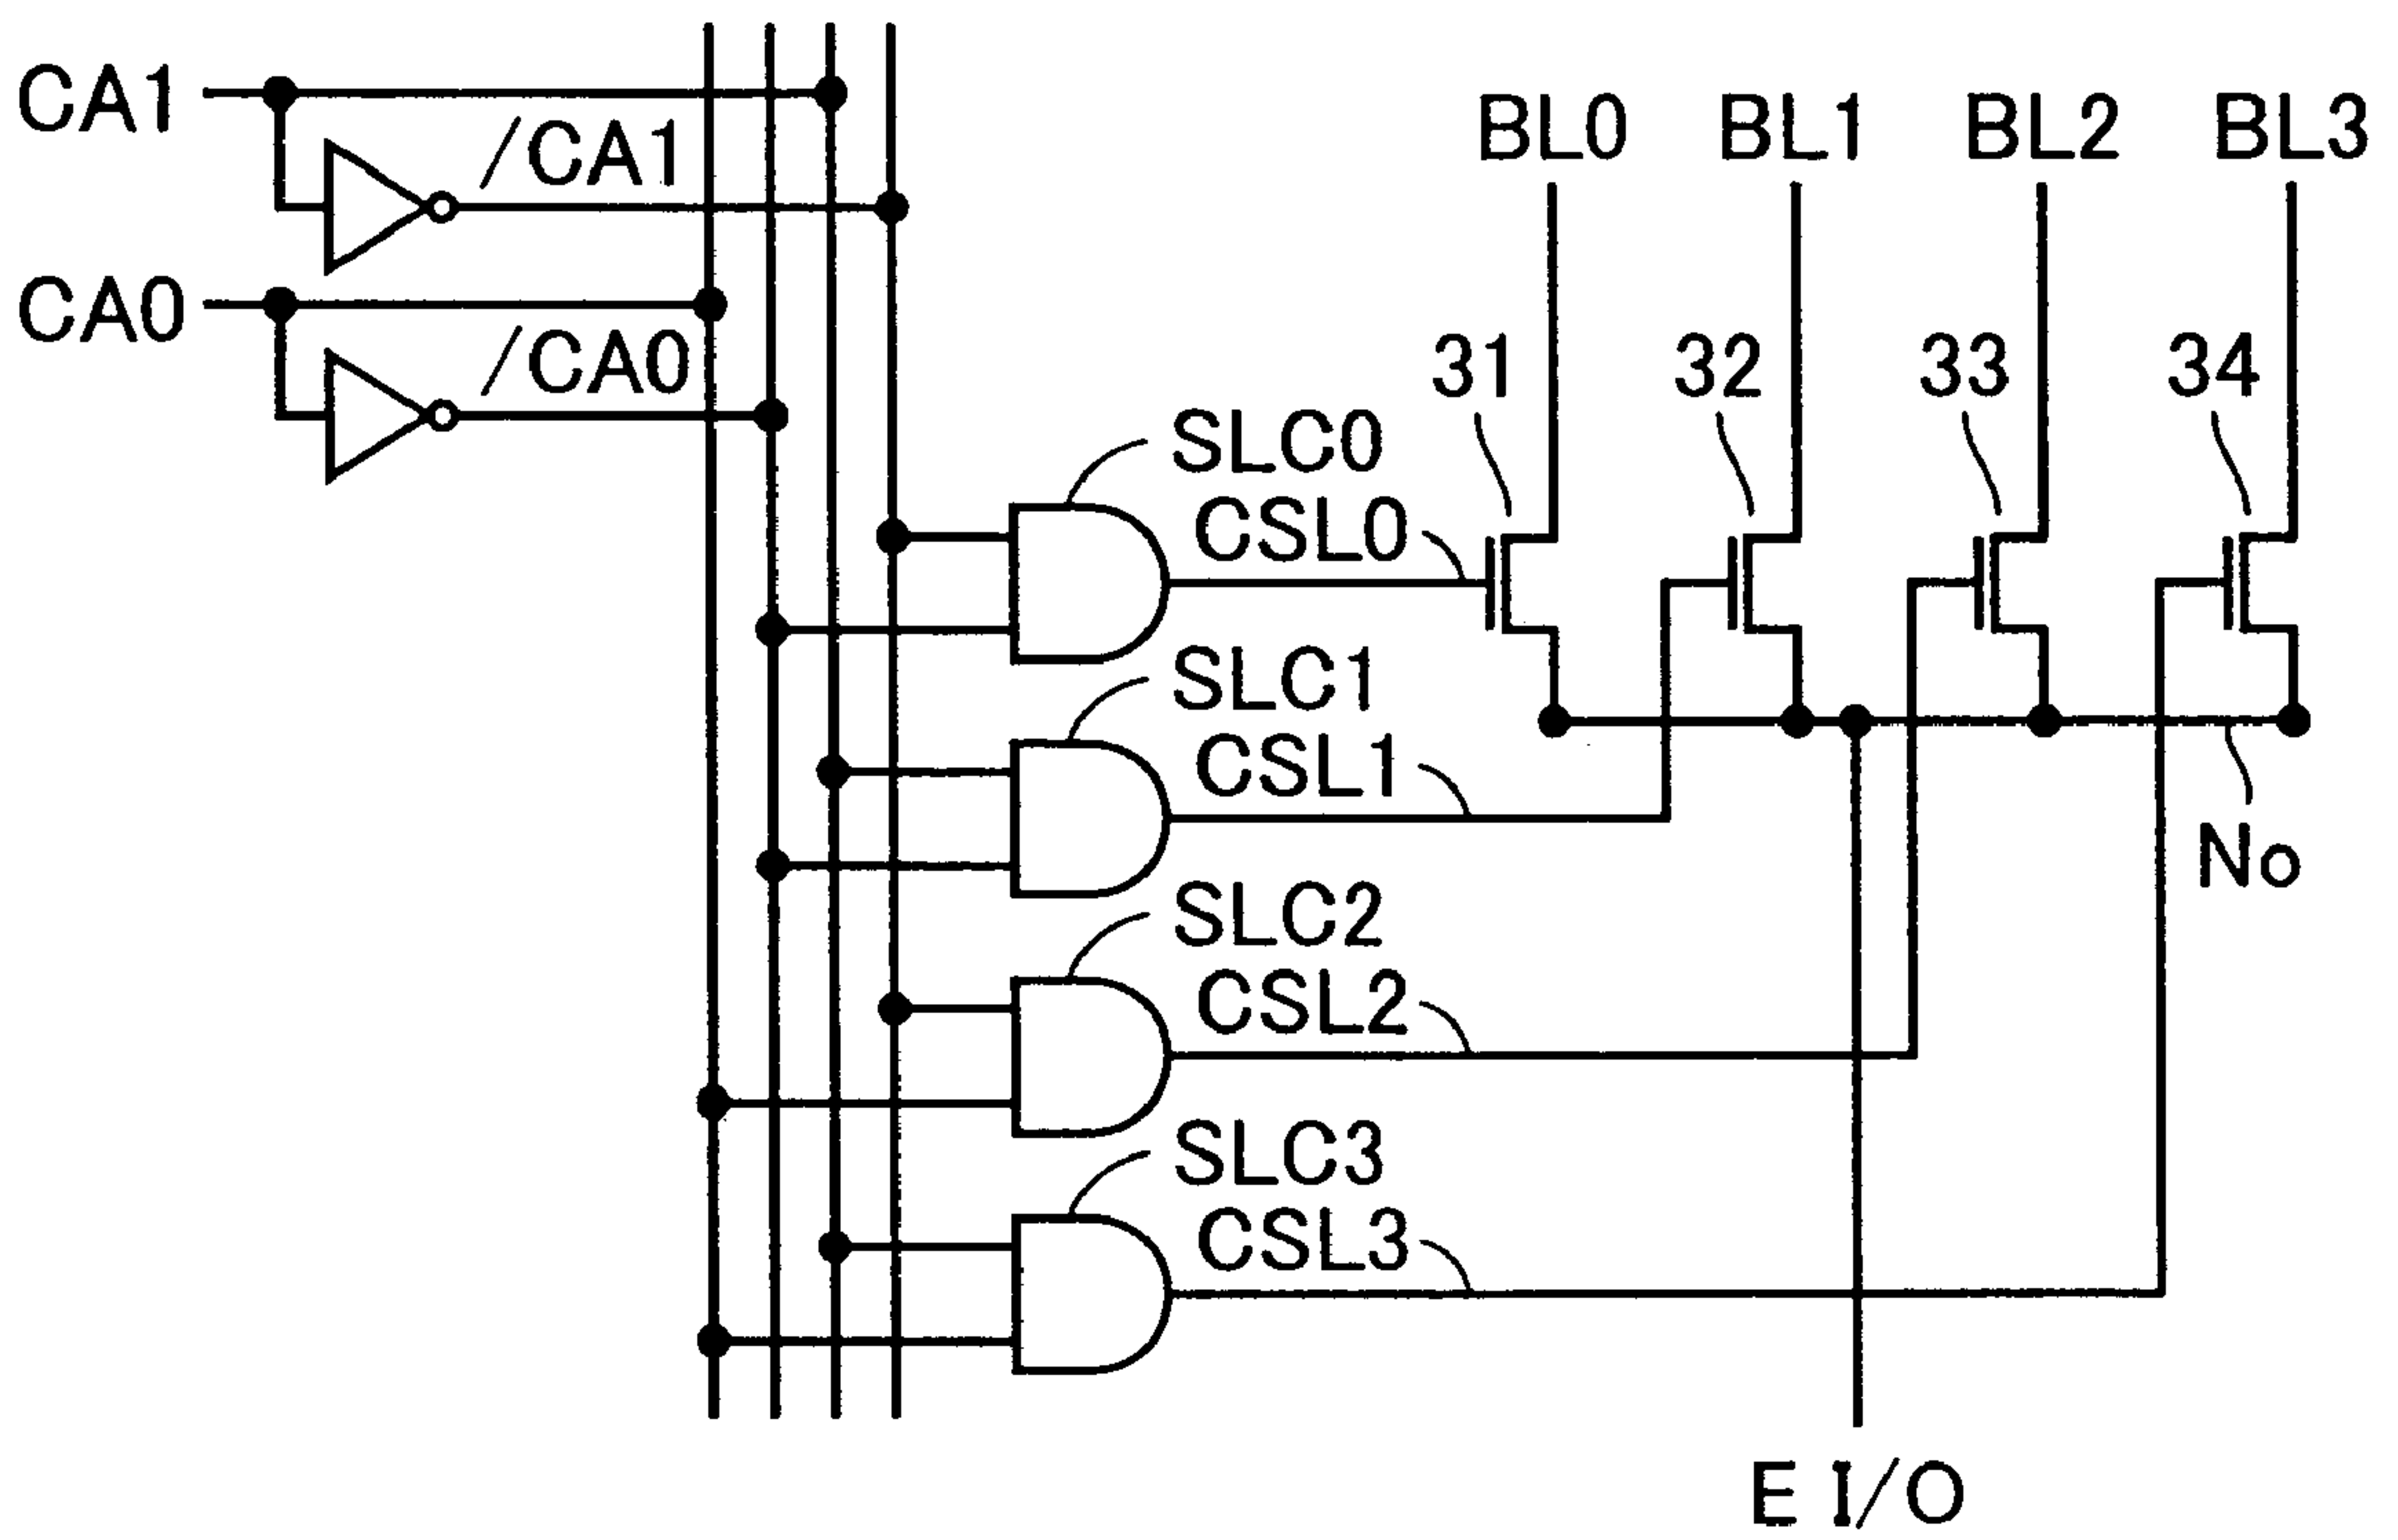 CA1
/CA1
CA0
/CA0
BL0 BL1 BL2 BL3
31 32 33 34
SLC0
CSL0
SLC1
CSL1
No
SLC2
CSL2
SLC3
CSL3
E I/O